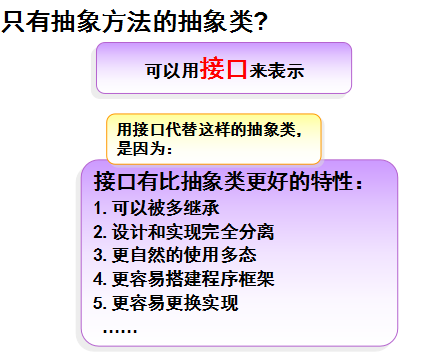 只有抽象方法的抽象类?
可以用接口来表示
用接口代替这样的抽象类，
是因为：
接口有比抽象类更好的特性：
1.可以被多继承
2.设计和实现完全分离
3.更自然的使用多态
4.更容易搭建程序框架
5.更容易更换实现
……